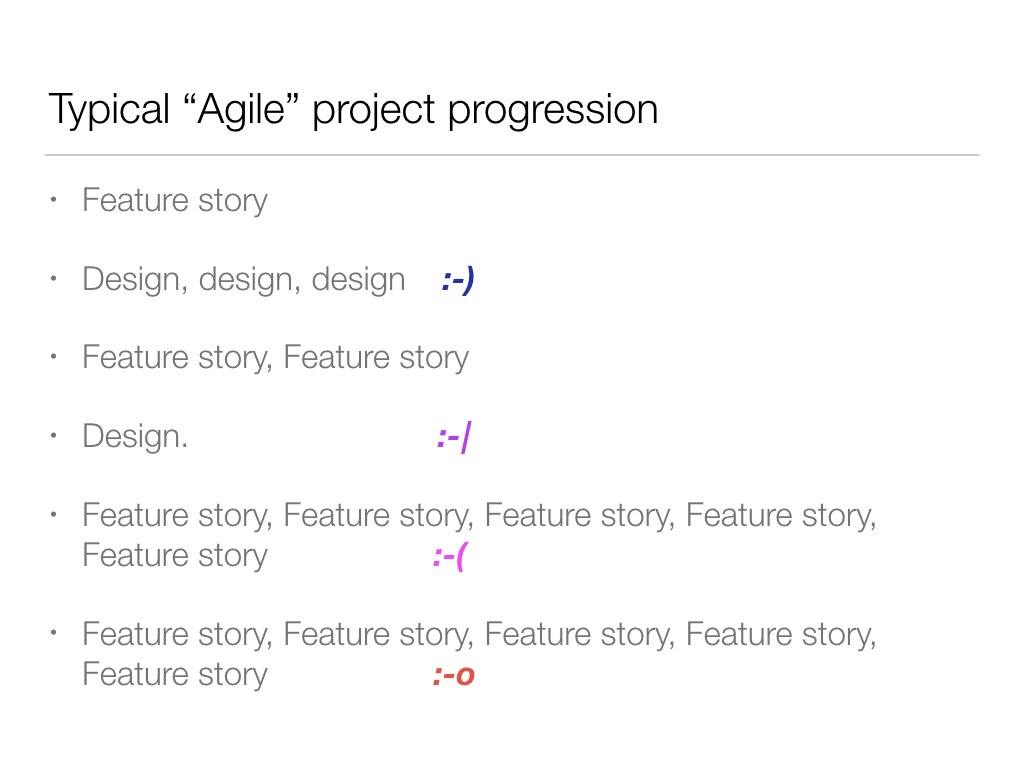 Typical “Agile” project progression
• Feature story
• Design, design, design :-)
• Feature story, Feature story
• Design. :-|
• Feature story, Feature story, Feature story, Feature story,
Feature story :-(
• Feature story, Feature story, Feature story, Feature story,
Feature story :-o